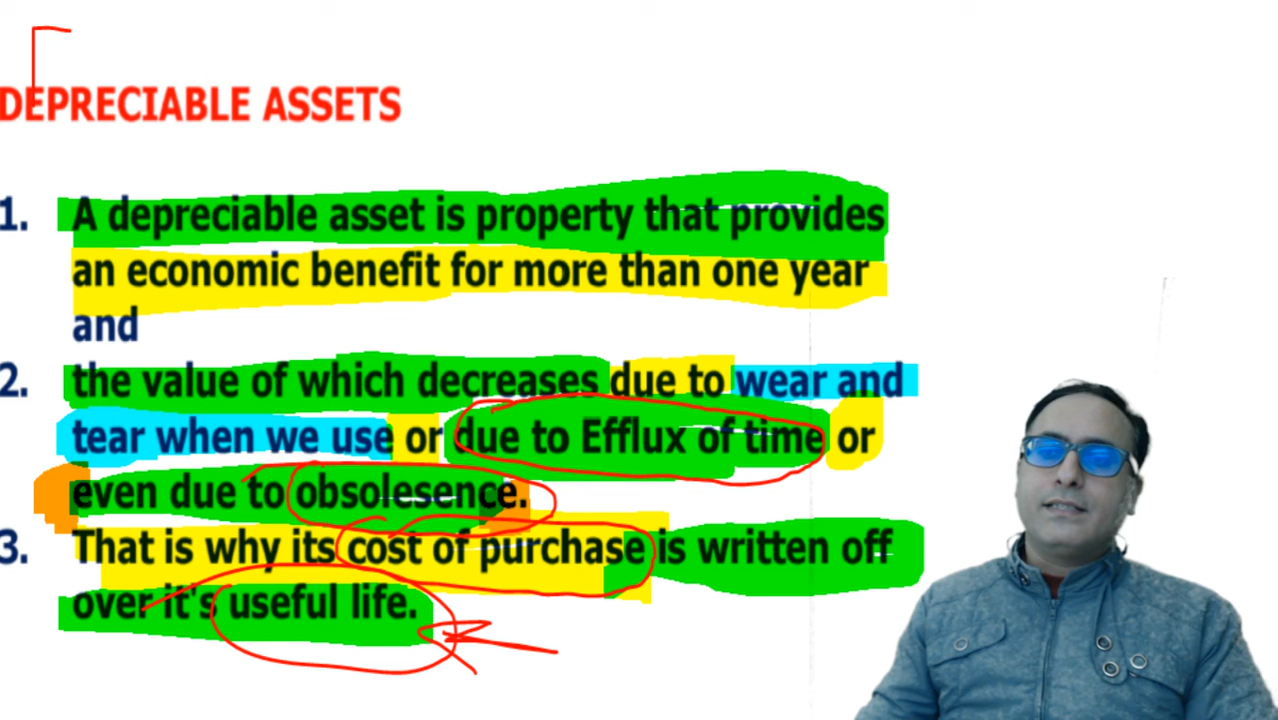 DEPRECIABLE ASSETS
1. A depreciable asset is property that provides
an economic benefit for more than one year
and
2. the value of which decreases due to wear and
tear when we use or due to Efflux of time or
even due to obsolesence.
3. That is why its cost of purchase is written off
over it's useful life.